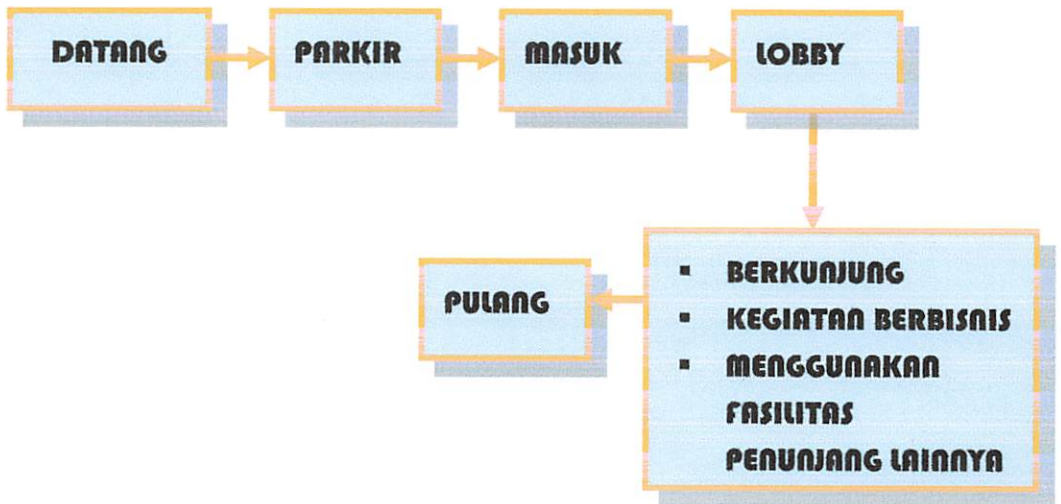 DATANG
PARKIR
MASUK
LOBBY
▪ BERKUNJUNG
▪ KEGIATAN BERBISNIS
▪ MENGGUNAKAN
FASILITAS
PENUNJANG LAINNYA
PULANG